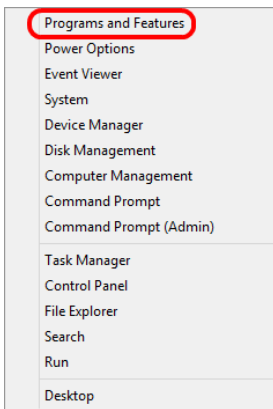 Programs and Features
Power Options
Event Viewer
System
Device Manager
Disk Management
Computer Management
Command Prompt
Command Prompt (Admin)
Task Manager
Control Panel
File Explorer
Search
Run
Desktop